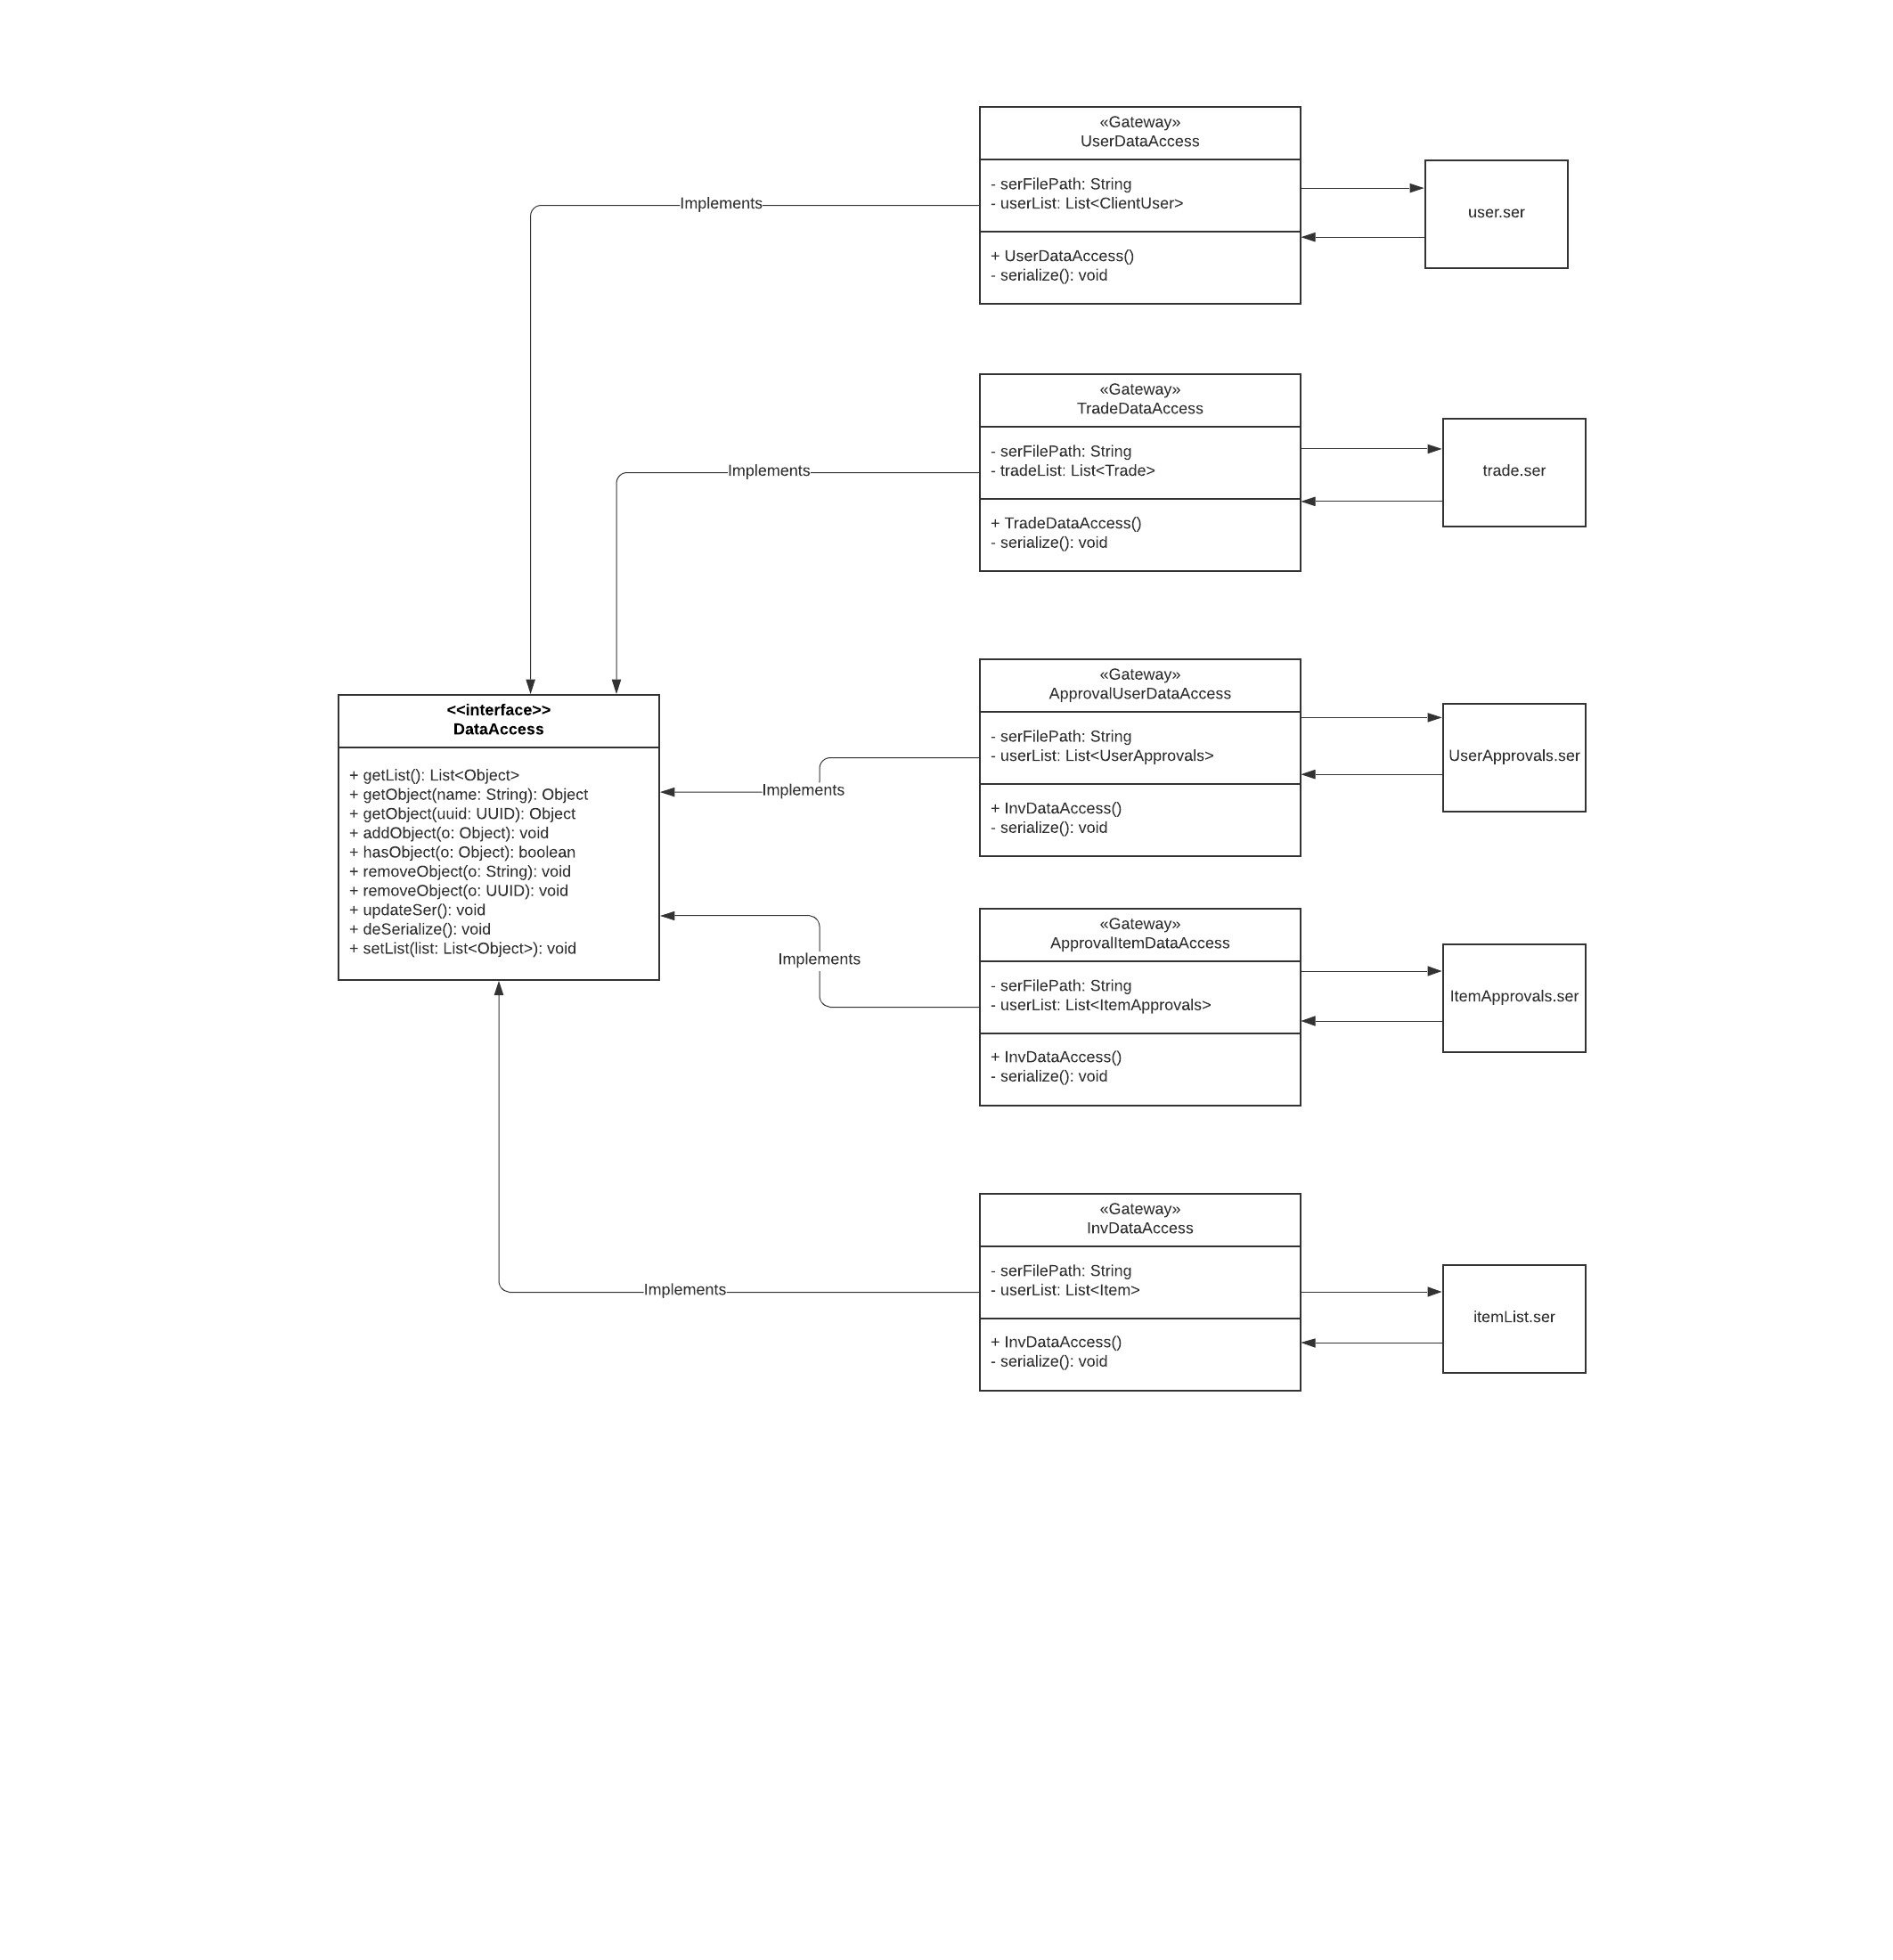 «Gateway»
UserDataAccess
- serFilePath: String
- userList: List<ClientUser>
+ UserDataAccess()
- serialize(): void
user.ser
Implements
«Gateway»
TradeDataAccess
- serFilePath: String
- tradeList: List<Trade>
+ TradeDataAccess()
- serialize(): void
trade.ser
Implements
<<interface>>
DataAccess
+ getList(): List<Object>
+ getObject(name: String): Object
+ getObject(uuid: UUID): Object
+ addObject(o: Object): void
+ hasObject(o: Object): boolean
+ removeObject(o: String): void
+ removeObject(o: UUID): void
+ updateSer(): void
+ deSerialize(): void
+ setList(list: List<Object>): void
Implements
«Gateway»
ApprovalUserDataAccess
- serFilePath: String
- userList: List<UserApprovals>
+ InvDataAccess()
- serialize(): void
UserApprovals.ser
Implements
«Gateway»
ApprovalItemDataAccess
- serFilePath: String
- userList: List<ItemApprovals>
+ InvDataAccess()
- serialize(): void
ItemApprovals.ser
Implements
«Gateway»
InvDataAccess
- serFilePath: String
- userList: List<Item>
+ InvDataAccess()
- serialize(): void
itemList.ser